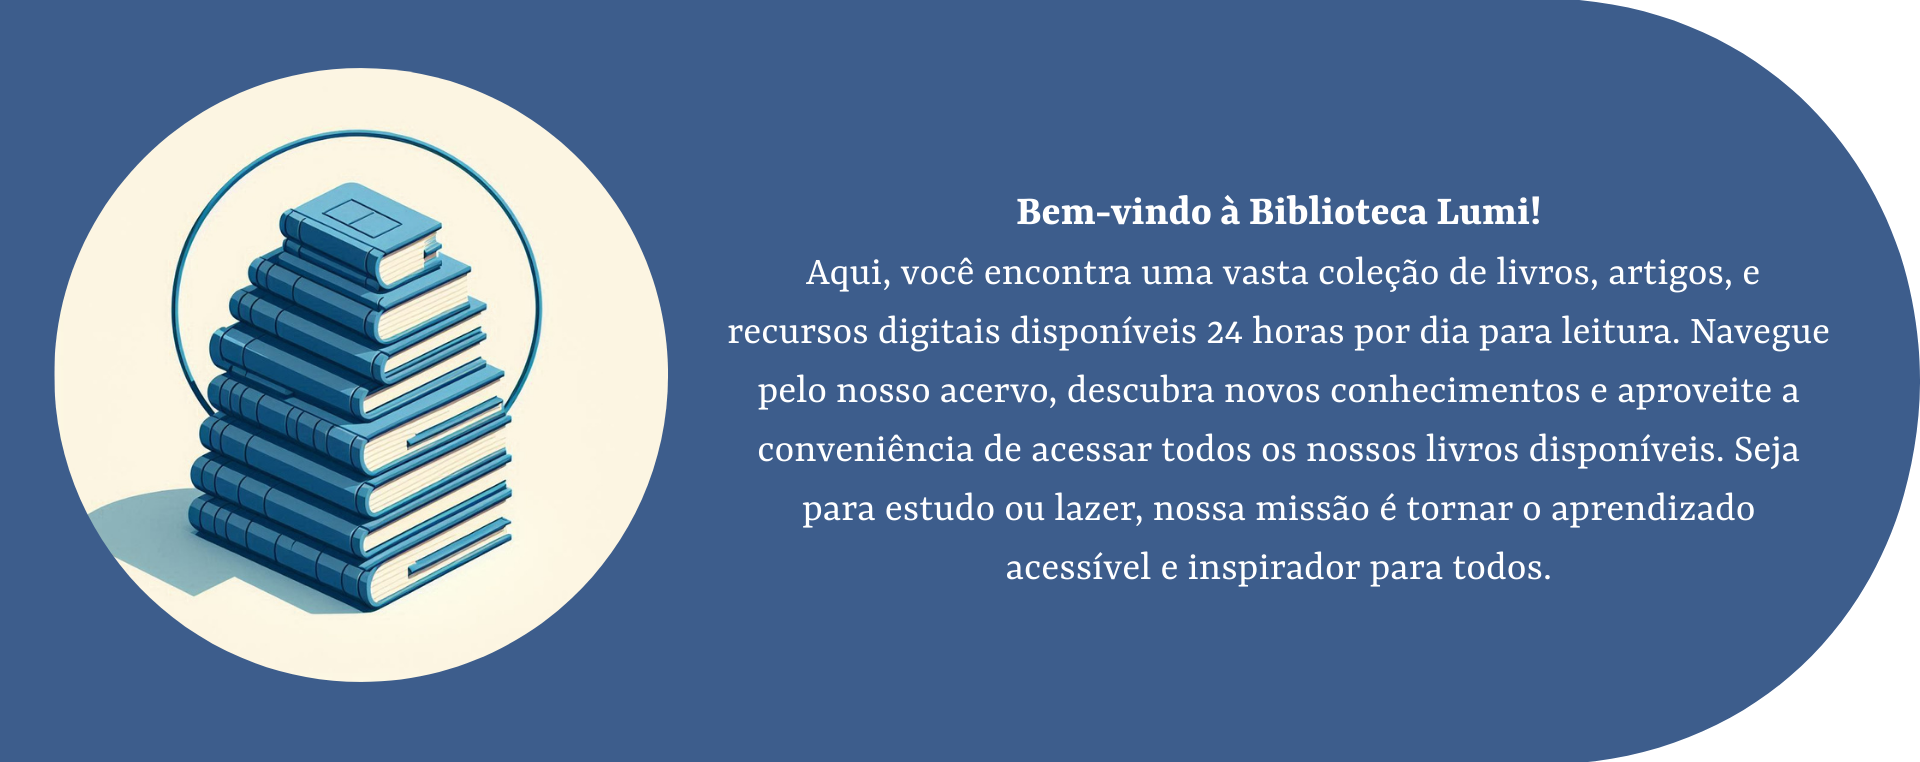 Bem-vindo à Biblioteca Lumi!
Aqui, você encontra uma vasta coleção de livros, artigos, e
recursos digitais disponíveis 24 horas por dia para leitura. Navegue
pelo nosso acervo, descubra novos conhecimentos e aproveite a
conveniência de acessar todos os nossos livros disponíveis. Seja
para estudo ou lazer, nossa missão é tornar o aprendizado
acessível e inspirador para todos.